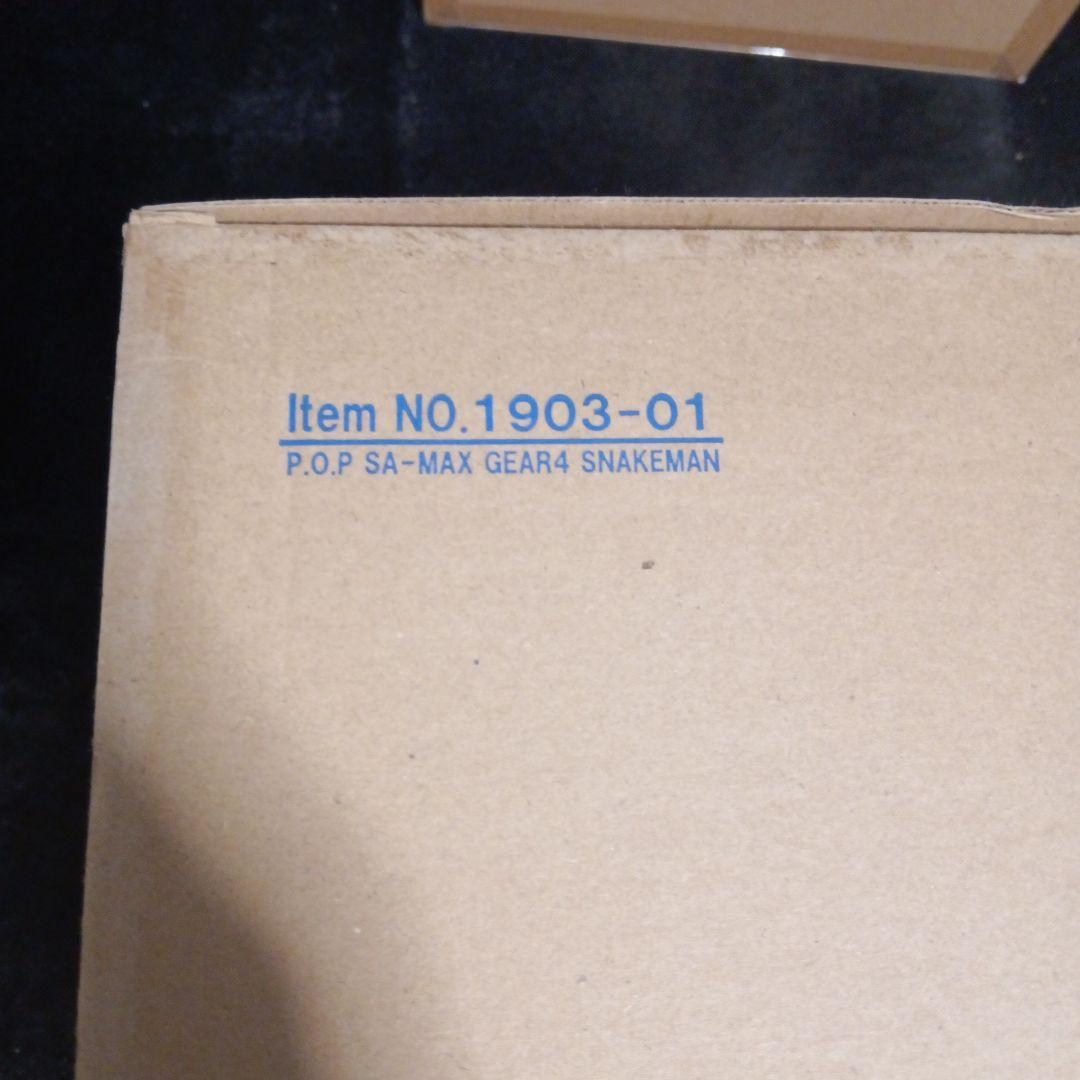 Item NO.1903-01
P.O.P SA-MAX GEAR4 SNAKEMAN